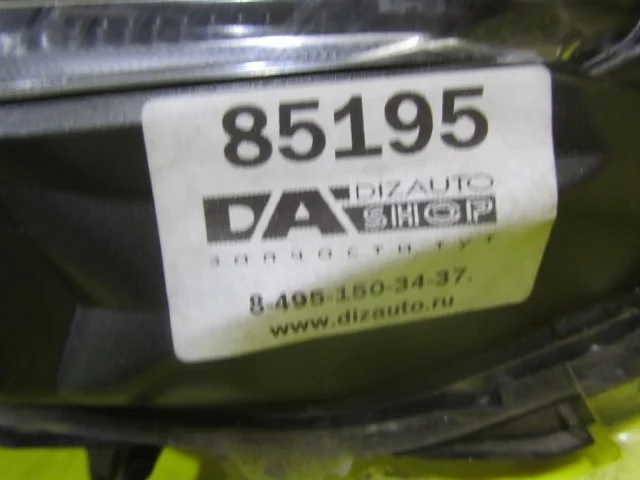 85195
DA DIZAUTO
SHOP
ЗАПЧАСТИ ТУТ
8-495-150-34-37.
www.dizauto.ru